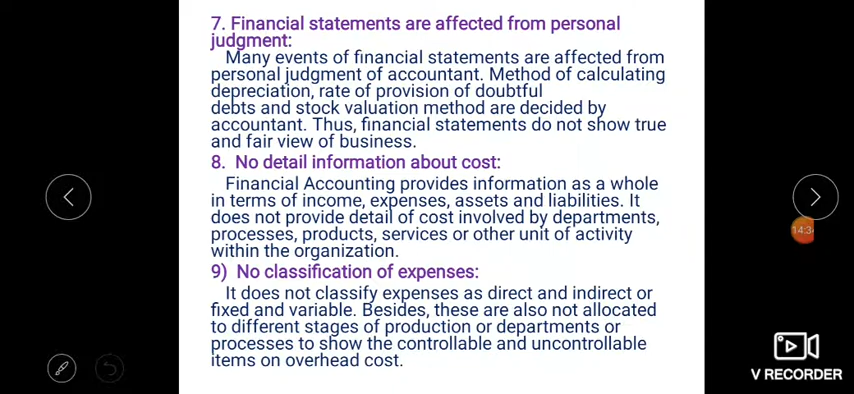 7. Financial statements are affected from personal
judgment:
Many events of financial statements are affected from
personal judgment of accountant. Method of calculating
depreciation, rate of provision of doubtful
debts and stock valuation method are decided by
accountant. Thus, financial statements do not show true
and fair view of business.
8. No detail information about cost:
Financial Accounting provides information as a whole
in terms of income, expenses, assets and liabilities. It
does not provide detail of cost involved by departments,
processes, products, services or other unit of activity
within the organization.
9) No classification of expenses:
It does not classify expenses as direct and indirect or
fixed and variable. Besides, these are also not allocated
to different stages of production or departments or
processes to show the controllable and uncontrollable
items on overhead cost.
V RECORDER